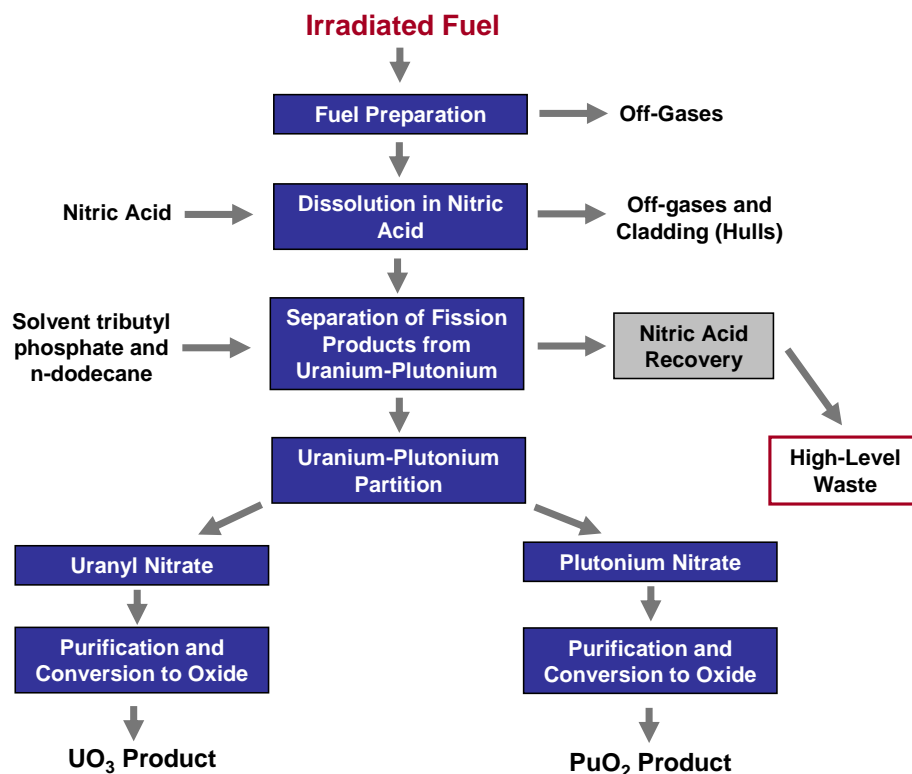 Irradiated Fuel
Fuel Preparation
Off-Gases
Nitric Acid
Dissolution in Nitric
Acid
Off-gases and
Cladding (Hulls)
Solvent tributyl
phosphate and
n-dodecane
Separation of Fission
Products from
Uranium-Plutonium
Nitric Acid
Recovery
High-Level
Waste
Uranium-Plutonium
Partition
Uranyl Nitrate
Plutonium Nitrate
Purification and
Conversion to Oxide
Purification and
Conversion to Oxide
UO₃ Product
PuO₂ Product